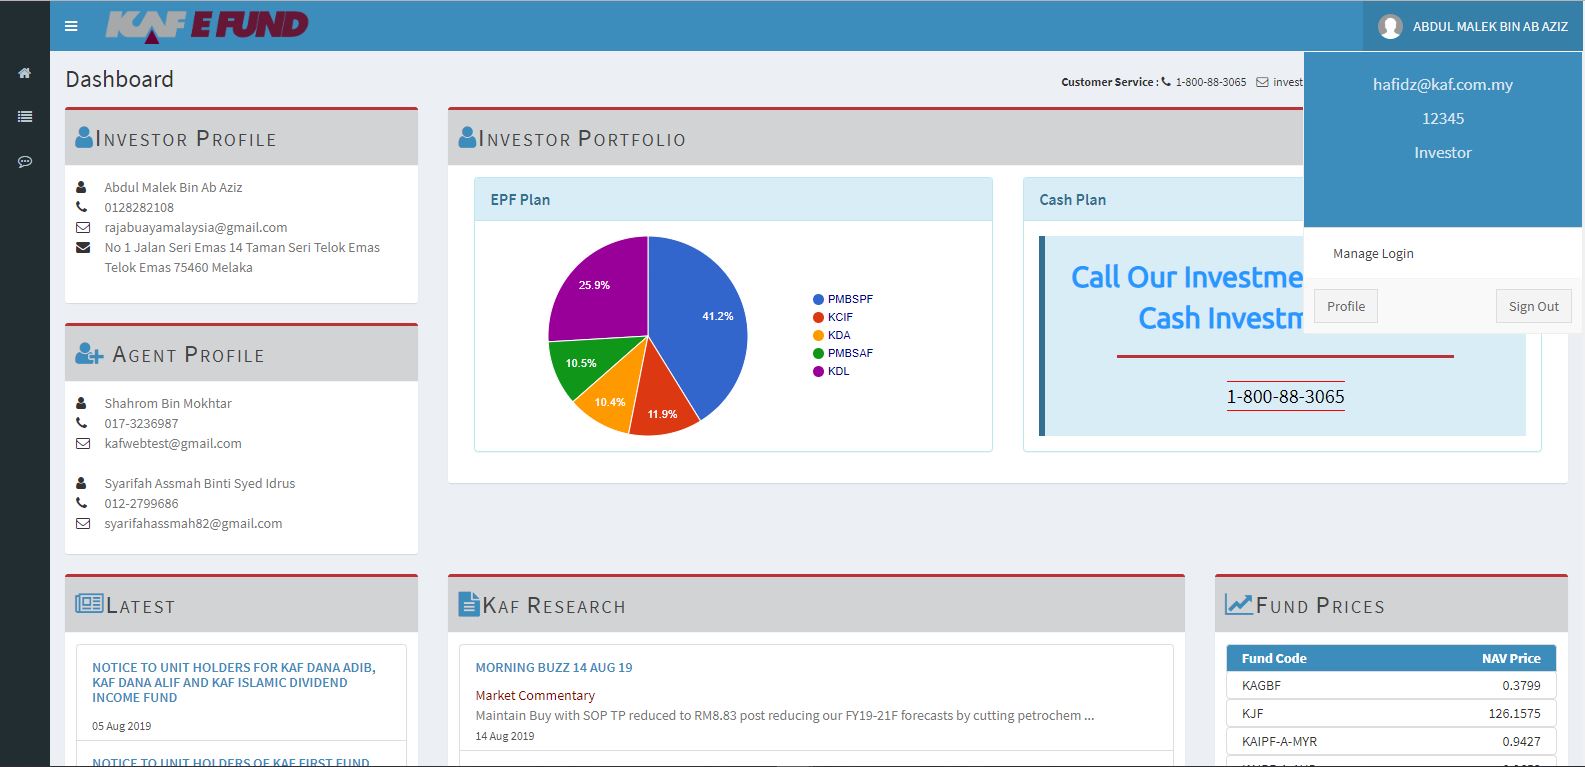 KAF E FUND
ABDUL MALEK BIN AB AZIZ
Dashboard
Customer Service : 1-800-88-3065 invest
hafidz@kaf.com.my
12345
Investor
Manage Login
Profile
Sign Out
Investor Profile
Abdul Malek Bin Ab Aziz
0128282108
rajabuayamalaysia@gmail.com
No 1 Jalan Seri Emas 14 Taman Seri Telok Emas
Telok Emas 75460 Melaka
Agent Profile
Shahrom Bin Mokhtar
017-3236987
kafwebtest@gmail.com
Syarifah Assmah Binti Syed Idrus
012-2799686
syarifahassmah82@gmail.com
Investor Portfolio
EPF Plan
25.9%
41.2%
10.5%
10.4%
11.9%
PMBSPF
KCIF
KDA
PMBSAF
KDL
Cash Plan
Call Our Investme
Cash Investm
1-800-88-3065
Latest
NOTICE TO UNIT HOLDERS FOR KAF DANA ADIB,
KAF DANA ALIF AND KAF ISLAMIC DIVIDEND
INCOME FUND
05 Aug 2019
NOTICE TO UNIT HOLDERS OF KAF FIRST FUND
Kaf Research
MORNING BUZZ 14 AUG 19
Market Commentary
Maintain Buy with SOP TP reduced to RM8.83 post reducing our FY19-21F forecasts by cutting petrochem ...
14 Aug 2019
Fund Prices
Fund Code NAV Price
KAGBF 0.3799
KJF 126.1575
KAIPF-A-MYR 0.9427